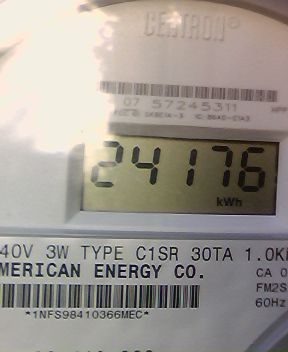 CENTRON®
07 57245311
24176
kWh
40V 3W TYPE C1SR 30TA 1.0K
MERICAN ENERGY CO.
CA 0
FM2S
60Hz
*1NFS98410366MEC*